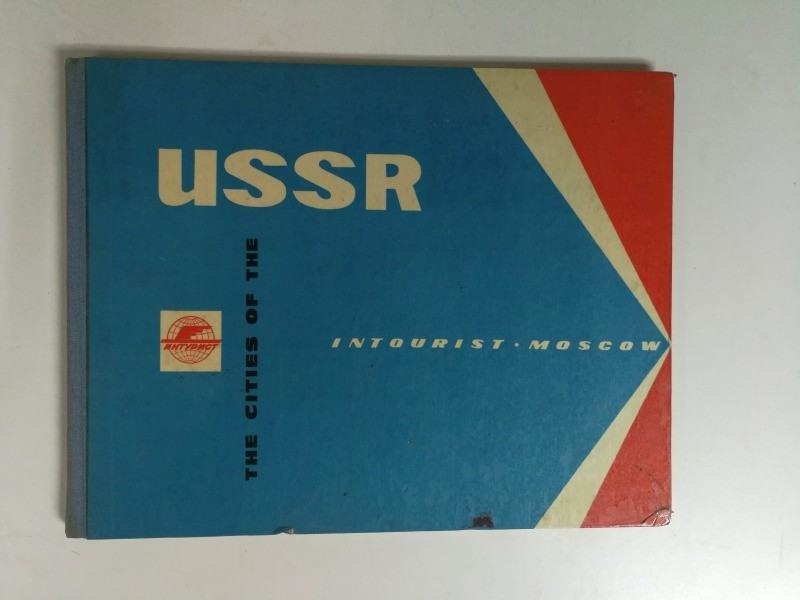 THE CITIES OF THE
USSR
ИНТУРИСТ
INTOURIST · MOSCOW